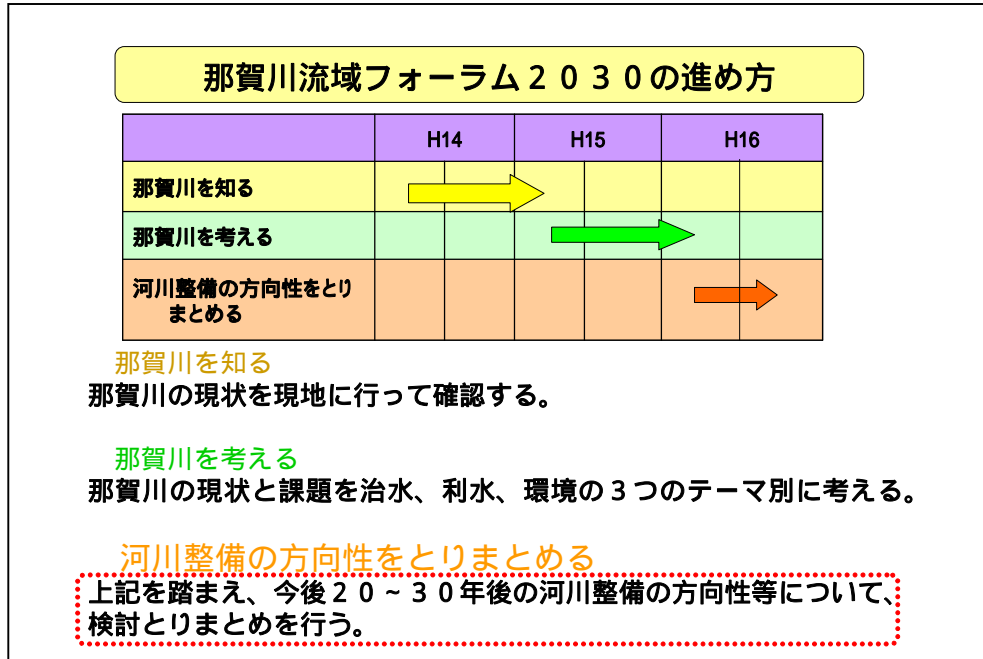 那賀川流域フォーラム２０３０の進め方
H14 H15 H16
那賀川を知る
那賀川を考える
河川整備の方向性をとり
まとめる
那賀川を知る
那賀川の現状を現地に行って確認する。
那賀川を考える
那賀川の現状と課題を治水、利水、環境の３つのテーマ別に考える。
河川整備の方向性をとりまとめる
上記を踏まえ、今後２０～３０年後の河川整備の方向性等について、
検討とりまとめを行う。